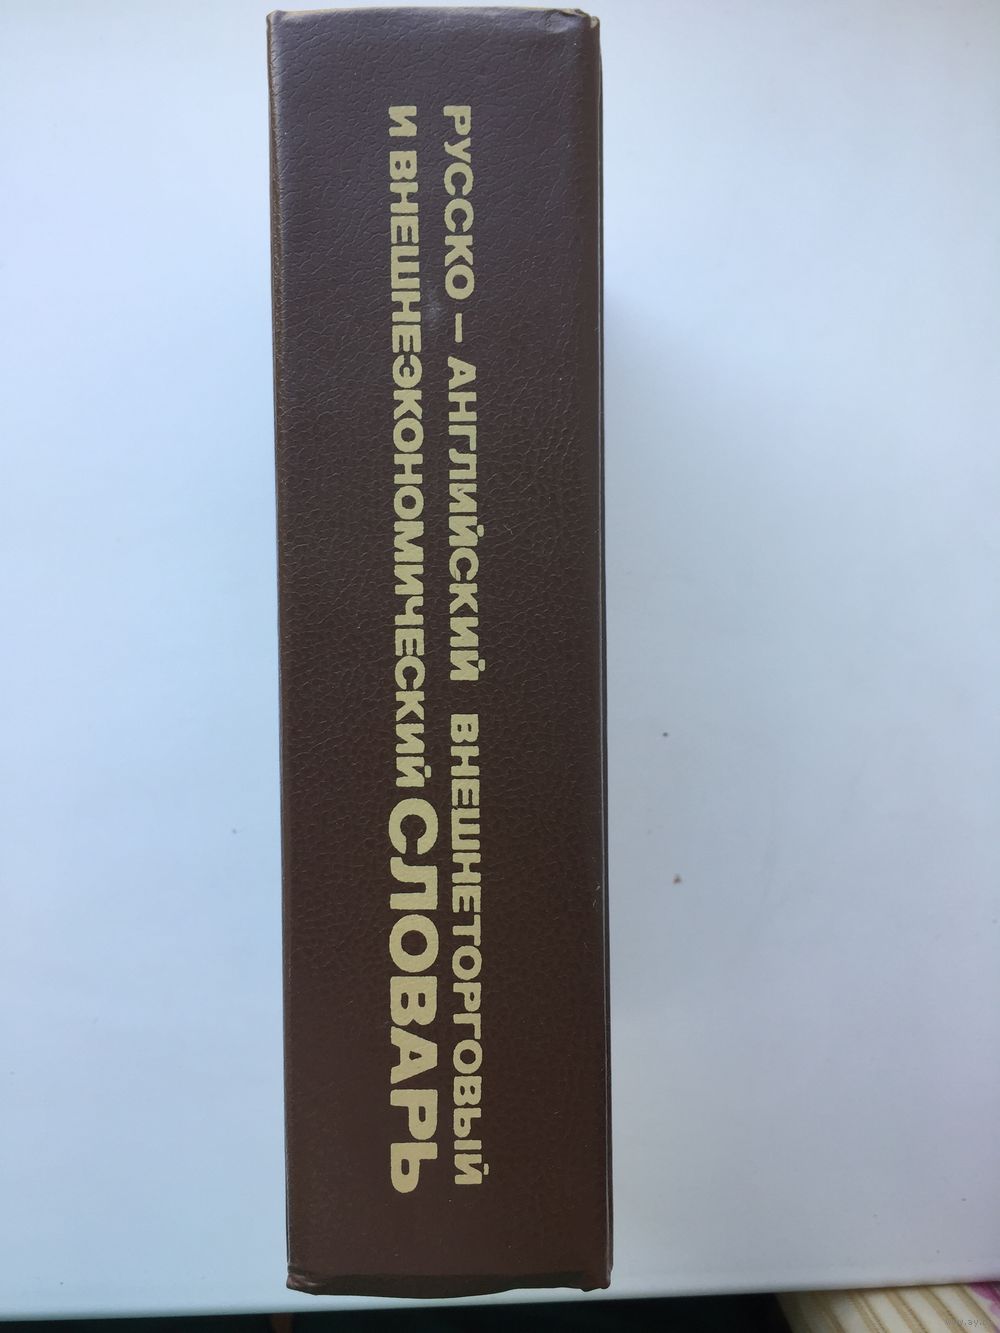 РУССКО – АНГЛИЙСКИЙ ВНЕШНЕТОРГОВЫЙ
И ВНЕШНЕЭКОНОМИЧЕСКИЙ СЛОВАРЬ